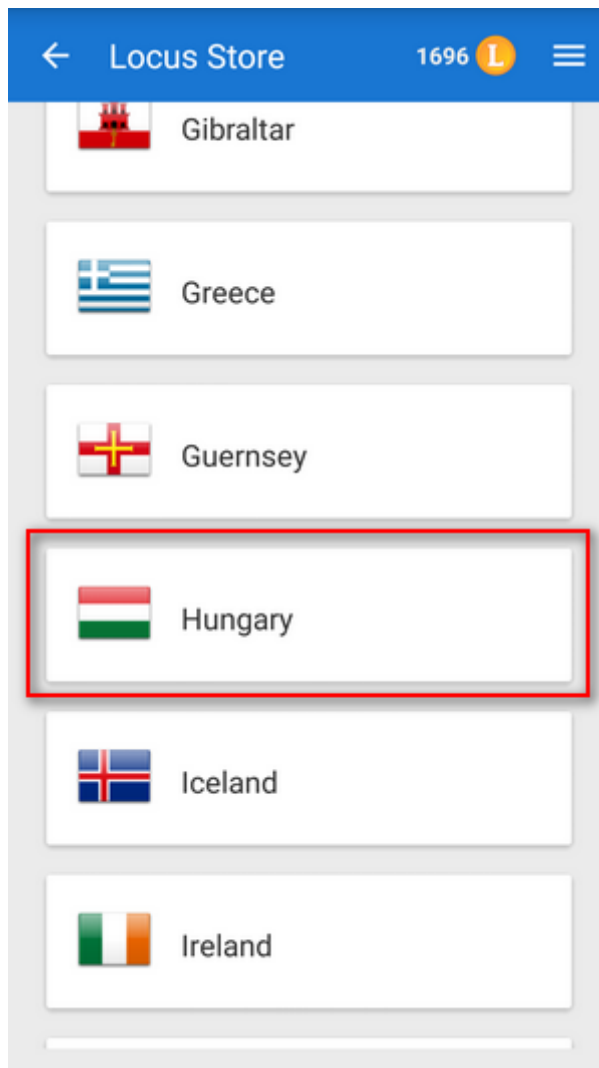 Locus Store 1696 L
Gibraltar
Greece
Guernsey
Hungary
Iceland
Ireland